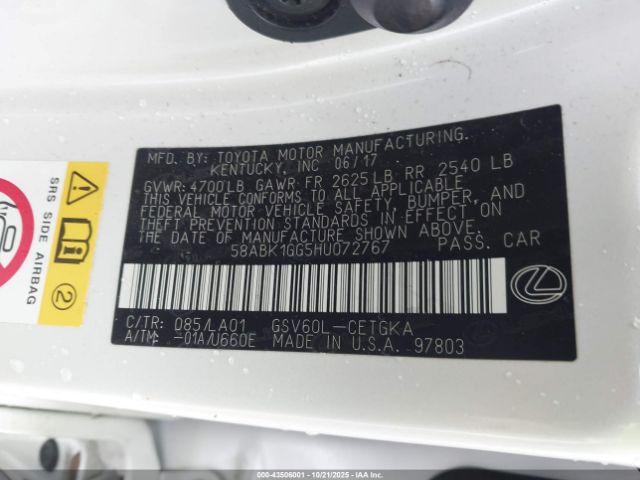 MFD. BY: TOYOTA MOTOR MANUFACTURING.
KENTUCKY, INC 06/17
GVWR: 4700LB GAWR: FR 2625LB, RR 2540 LB
THIS VEHICLE CONFORMS TO ALL APPLICABLE
FEDERAL MOTOR VEHICLE SAFETY, BUMPER, AND
THEFT PREVENTION STANDARDS IN EFFECT ON
THE DATE OF MANUFACTURE SHOWN ABOVE.
58ABK1GG5HU072767 PASS. CAR
C/TR: 085/LA01 GSV60L-CETGKA
A/TM: -01A/U660E MADE IN U.S.A. 97803
SRS SIDE AIRBAG
2
000-43506001 - 10/21/2025 - IAAI.COM